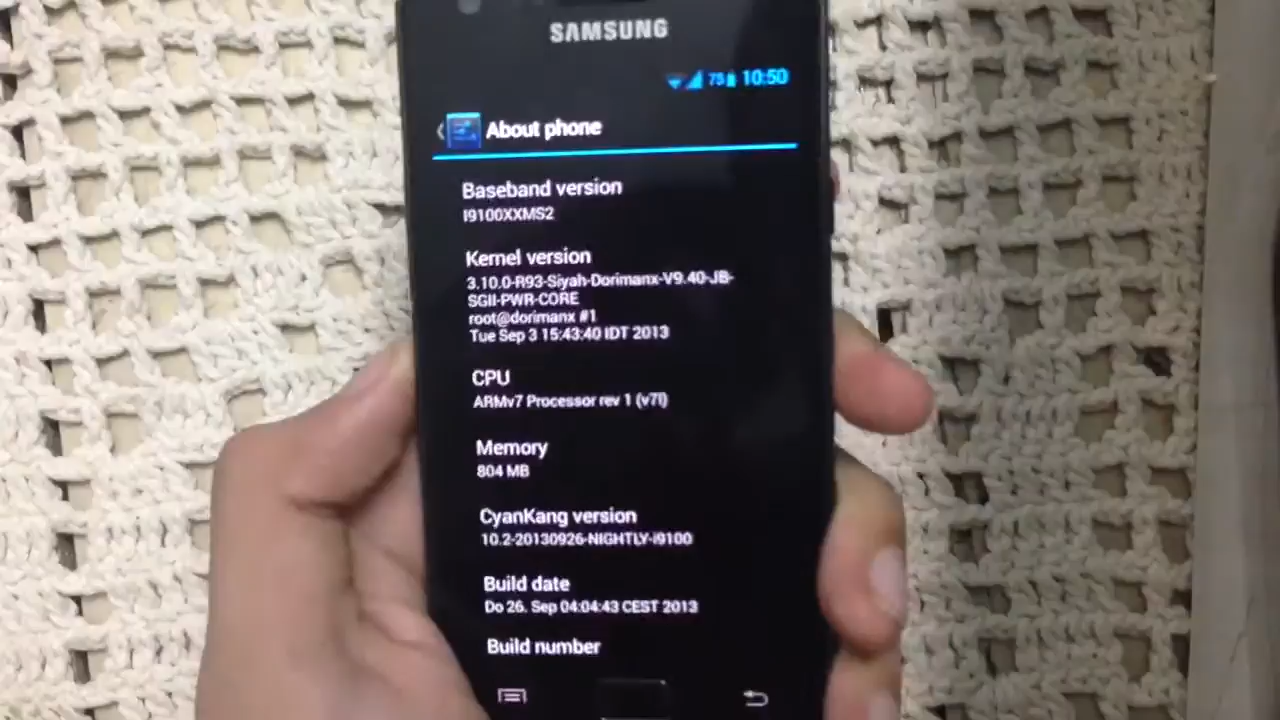 SAMSUNG
75 10:50
About phone
Baseband version
I9100XXMS2
Kernel version
3.10.0-R93-Siyah-Dorimanx-V9.40-JB-
SGII-PWR-CORE
root@dorimanx #1
Tue Sep 3 15:43:40 IDT 2013
CPU
ARMv7 Processor rev 1 (v7l)
Memory
804 MB
CyanKang version
10.2-20130926-NIGHTLY-i9100
Build date
Do 26. Sep 04:04:43 CEST 2013
Build number